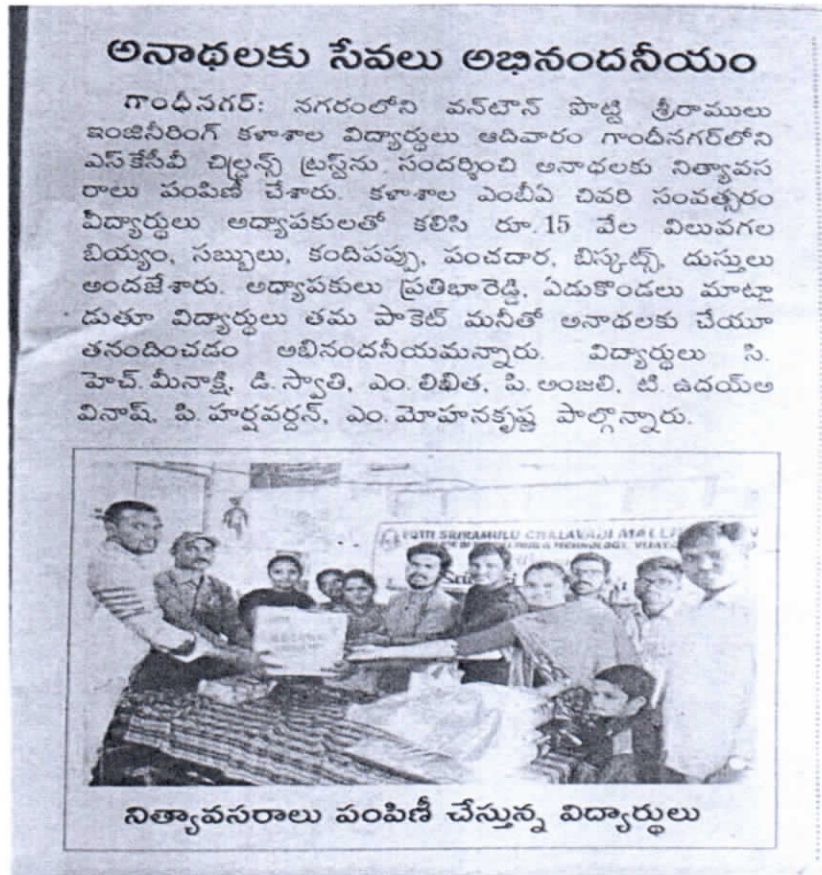 అనాథలకు సేవలు అభినందనీయం
గాంధీనగర్: నగరంలోని వన్‌టౌన్ పొట్టి శ్రీరాములు
ఇంజినీరింగ్ కళాశాల విద్యార్థులు ఆదివారం గాంధీనగర్‌లోని
ఎస్‌కేసీవీ చిల్డ్రన్స్ ట్రస్ట్‌ను సందర్శించి అనాథలకు నిత్యావస
రాలు పంపిణీ చేశారు. కళాశాల ఎంబీఏ చివరి సంవత్సరం
విద్యార్థులు అధ్యాపకులతో కలిసి రూ.15 వేల విలువగల
బియ్యం, సబ్బులు, కందిపప్పు, పంచదార, బిస్కట్స్, దుస్తులు
అందజేశారు. అధ్యాపకులు ప్రతిభారెడ్డి, ఏడుకొండలు మాట్లా
డుతూ విద్యార్థులు తమ పాకెట్ మనీతో అనాథలకు చేయూ
తనందించడం అభినందనీయమన్నారు. విద్యార్థులు సి.
హెచ్.మీనాక్షి, డి.స్వాతి, ఎం.లిఖిత, పి.అంజలి, టి.ఉదయ్‌అ
వినాష్, పి.హర్షవర్దన్, ఎం.మోహనకృష్ణ పాల్గొన్నారు.
POTTI SRIRAMULU CHALAVADI
TECHNOLOGY,
నిత్యావసరాలు పంపిణీ చేస్తున్న విద్యార్థులు